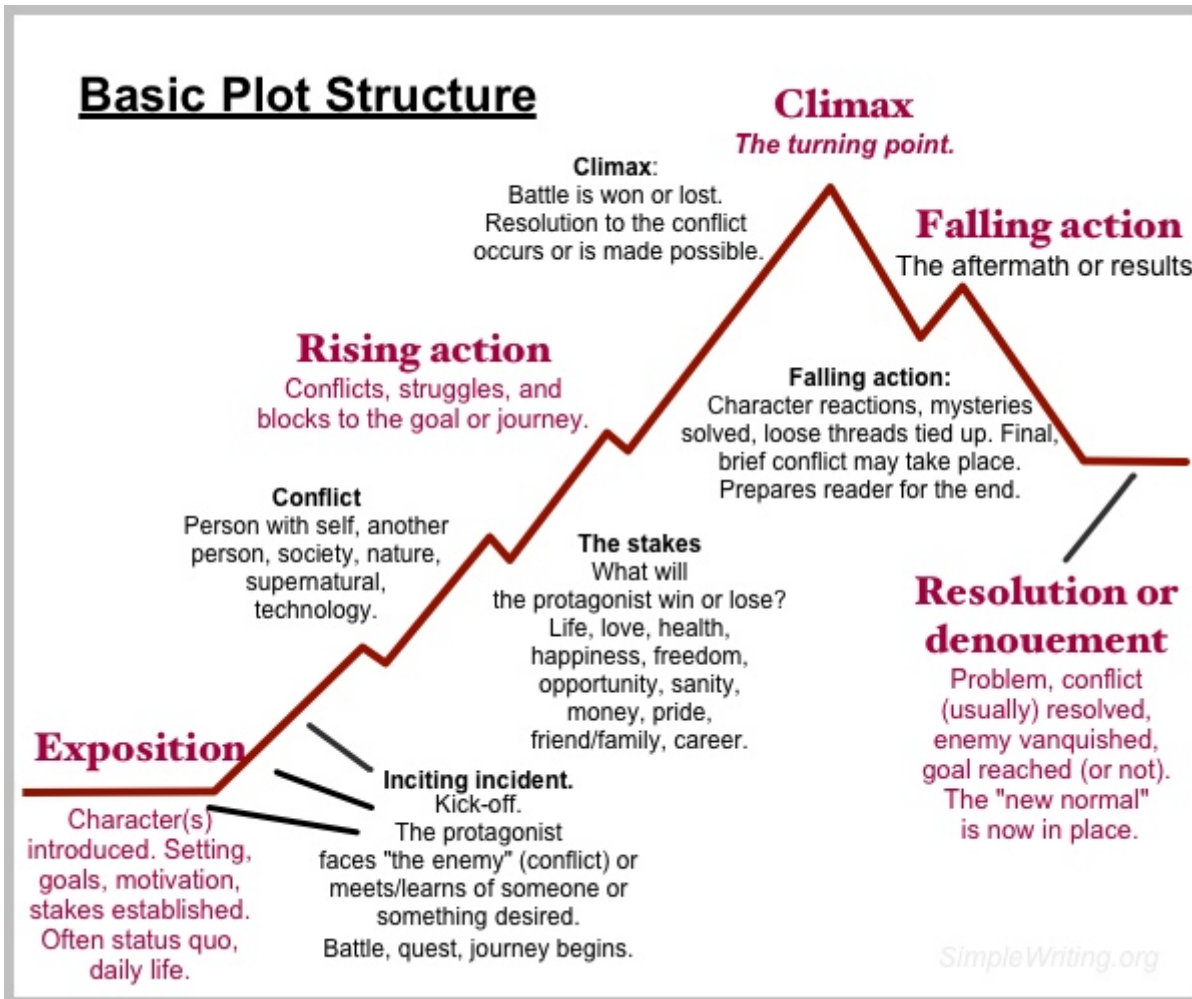 Basic Plot Structure
Climax
The turning point.
Climax:
Battle is won or lost.
Resolution to the conflict
occurs or is made possible.
Falling action
The aftermath or results
Rising action
Conflicts, struggles, and
blocks to the goal or journey.
Falling action:
Character reactions, mysteries
solved, loose threads tied up. Final,
brief conflict may take place.
Prepares reader for the end.
Conflict
Person with self, another
person, society, nature,
supernatural,
technology.
The stakes
What will
the protagonist win or lose?
Life, love, health,
happiness, freedom,
opportunity, sanity,
money, pride,
friend/family, career.
Resolution or
denouement
Problem, conflict
(usually) resolved,
enemy vanquished,
goal reached (or not).
The "new normal"
is now in place.
Exposition
Character(s)
introduced. Setting,
goals, motivation,
stakes established.
Often status quo,
daily life.
Inciting incident.
Kick-off.
The protagonist
faces "the enemy" (conflict) or
meets/learns of someone or
something desired.
Battle, quest, journey begins.
SimpleWriting.org